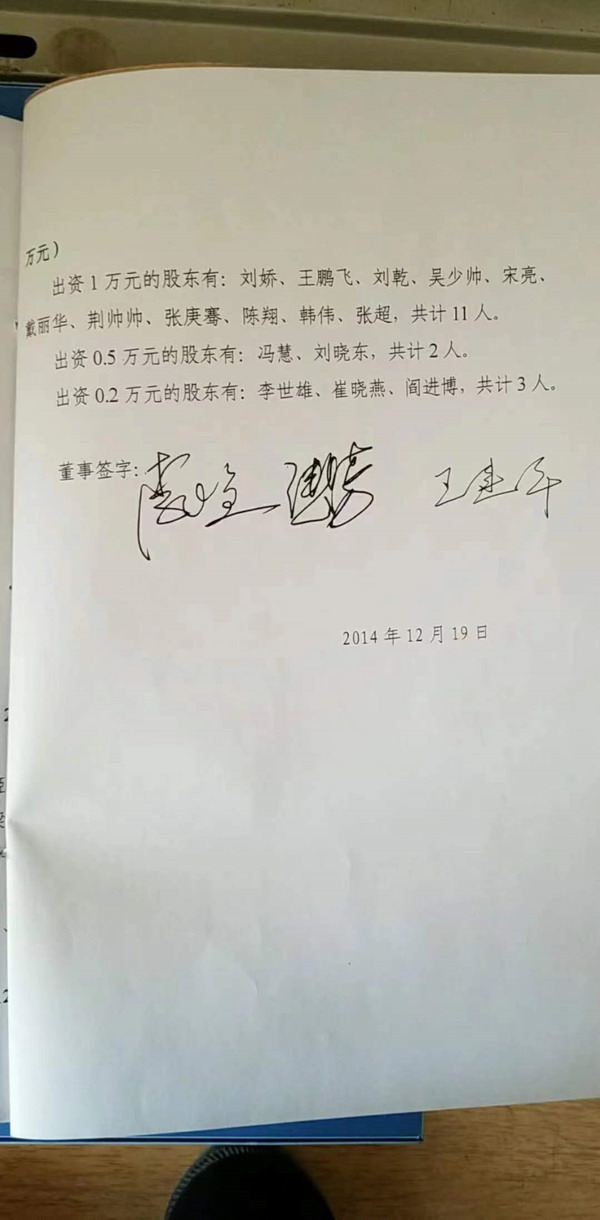 万元）
出资 1 万元的股东有：刘娇、王鹏飞、刘乾、吴少帅、宋亮、
戴丽华、荆帅帅、张庚骞、陈翔、韩伟、张超，共计 11 人。
出资 0.5 万元的股东有：冯慧、刘晓东，共计 2 人。
出资 0.2 万元的股东有：李世雄、崔晓燕、阎进博，共计 3 人。
董事签字：
2014 年 12 月 19 日